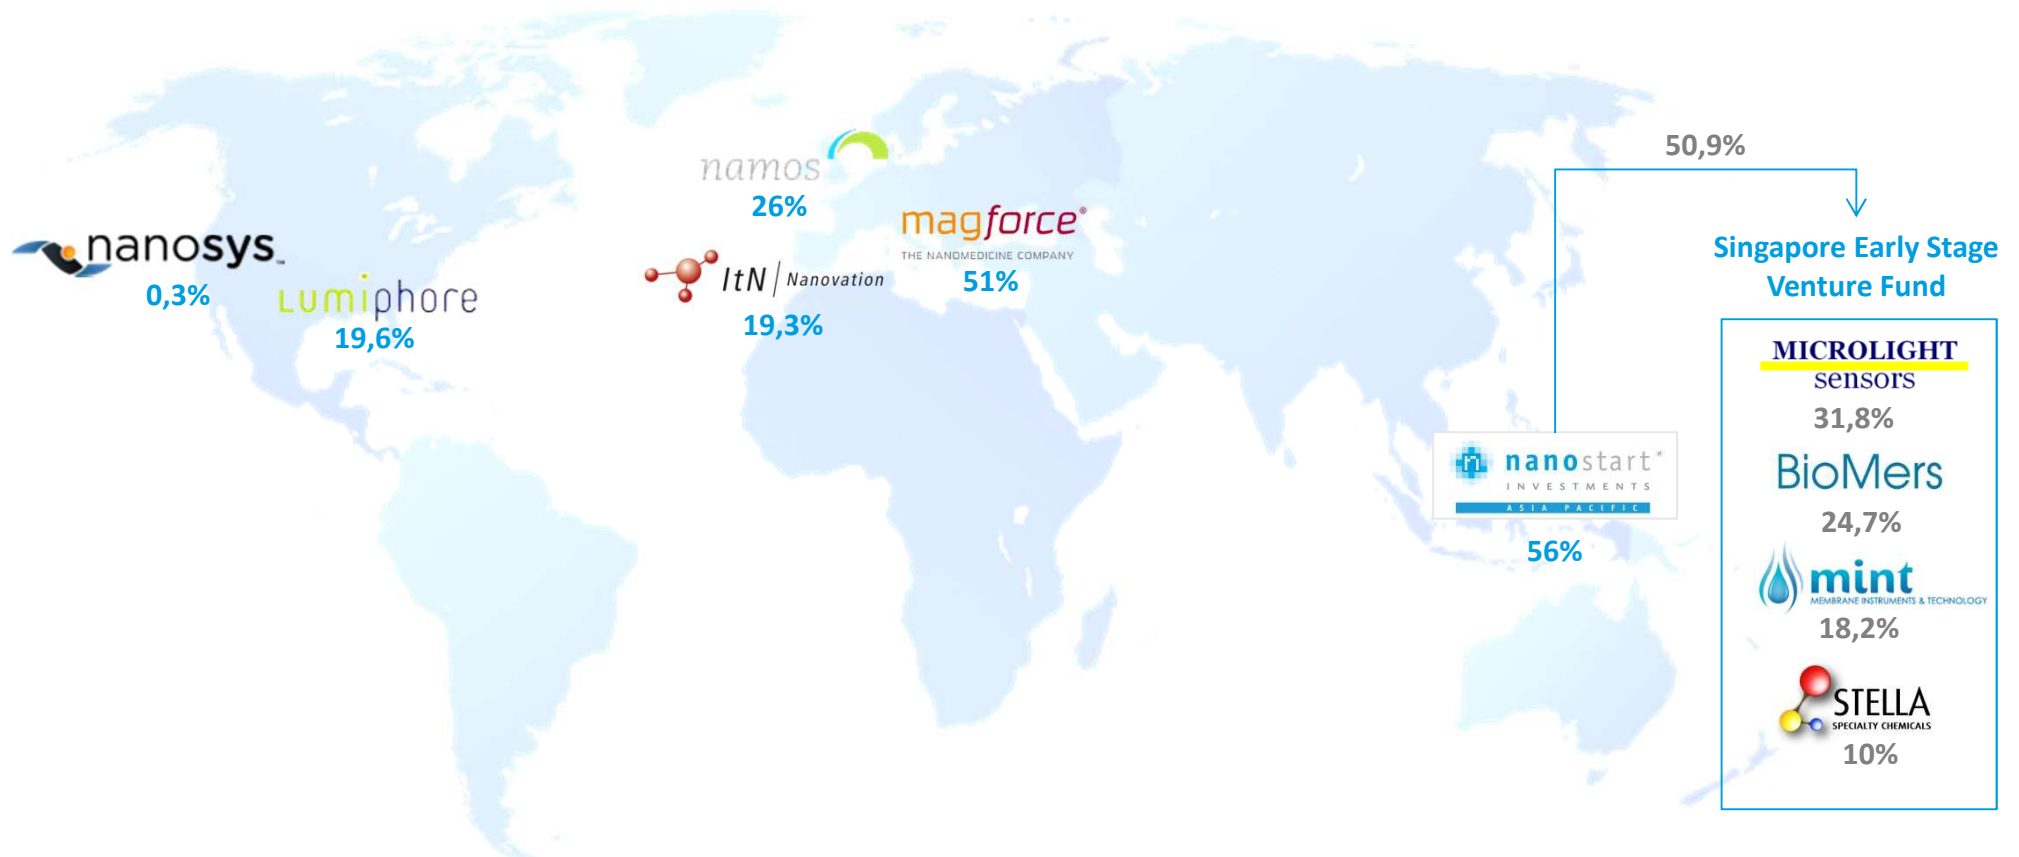 nanosys™
0,3%
Lumiphore
19,6%
namos
26%
ItN | Nanovation
19,3%
magforce®
THE NANOMEDICINE COMPANY
51%
nanostart®
INVESTMENTS
ASIA PACIFIC
56%
50,9%
Singapore Early Stage
Venture Fund
MICROLIGHT
sensors
31,8%
BioMers
24,7%
mint
MEMBRANE INSTRUMENTS & TECHNOLOGY
18,2%
STELLA
SPECIALTY CHEMICALS
10%